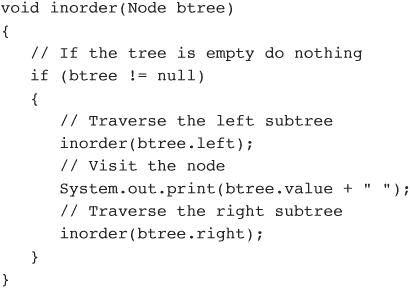 void inorder(Node btree)
{
   // If the tree is empty do nothing
   if (btree != null)
   {
      // Traverse the left subtree
      inorder(btree.left);
      // Visit the node
      System.out.print(btree.value + " ");
      // Traverse the right subtree
      inorder(btree.right);
   }
}